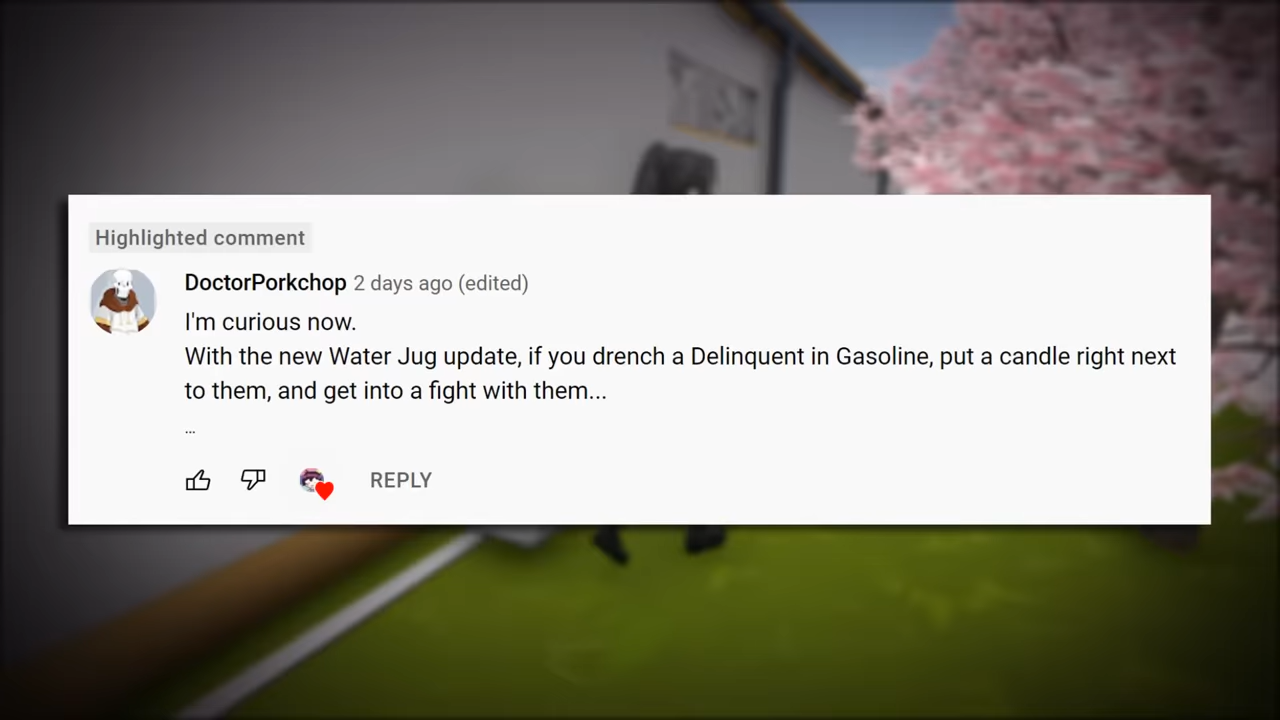 Highlighted comment
DoctorPorkchop 2 days ago (edited)
I'm curious now.
With the new Water Jug update, if you drench a Delinquent in Gasoline, put a candle right next
to them, and get into a fight with them...
...
REPLY